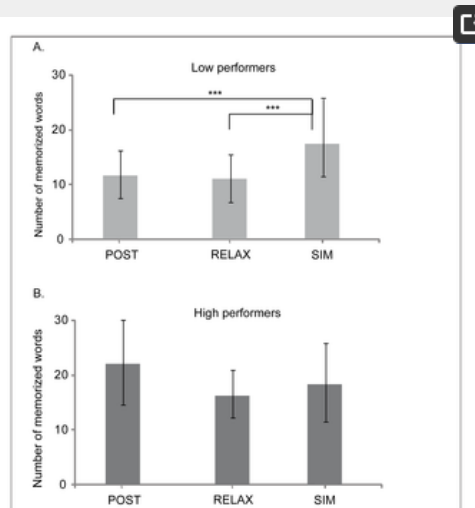 A.
Low performers
Number of memorized words
30
20
10
0
***
***
POST RELAX SIM
B.
High performers
Number of memorized words
30
20
10
0
POST RELAX SIM